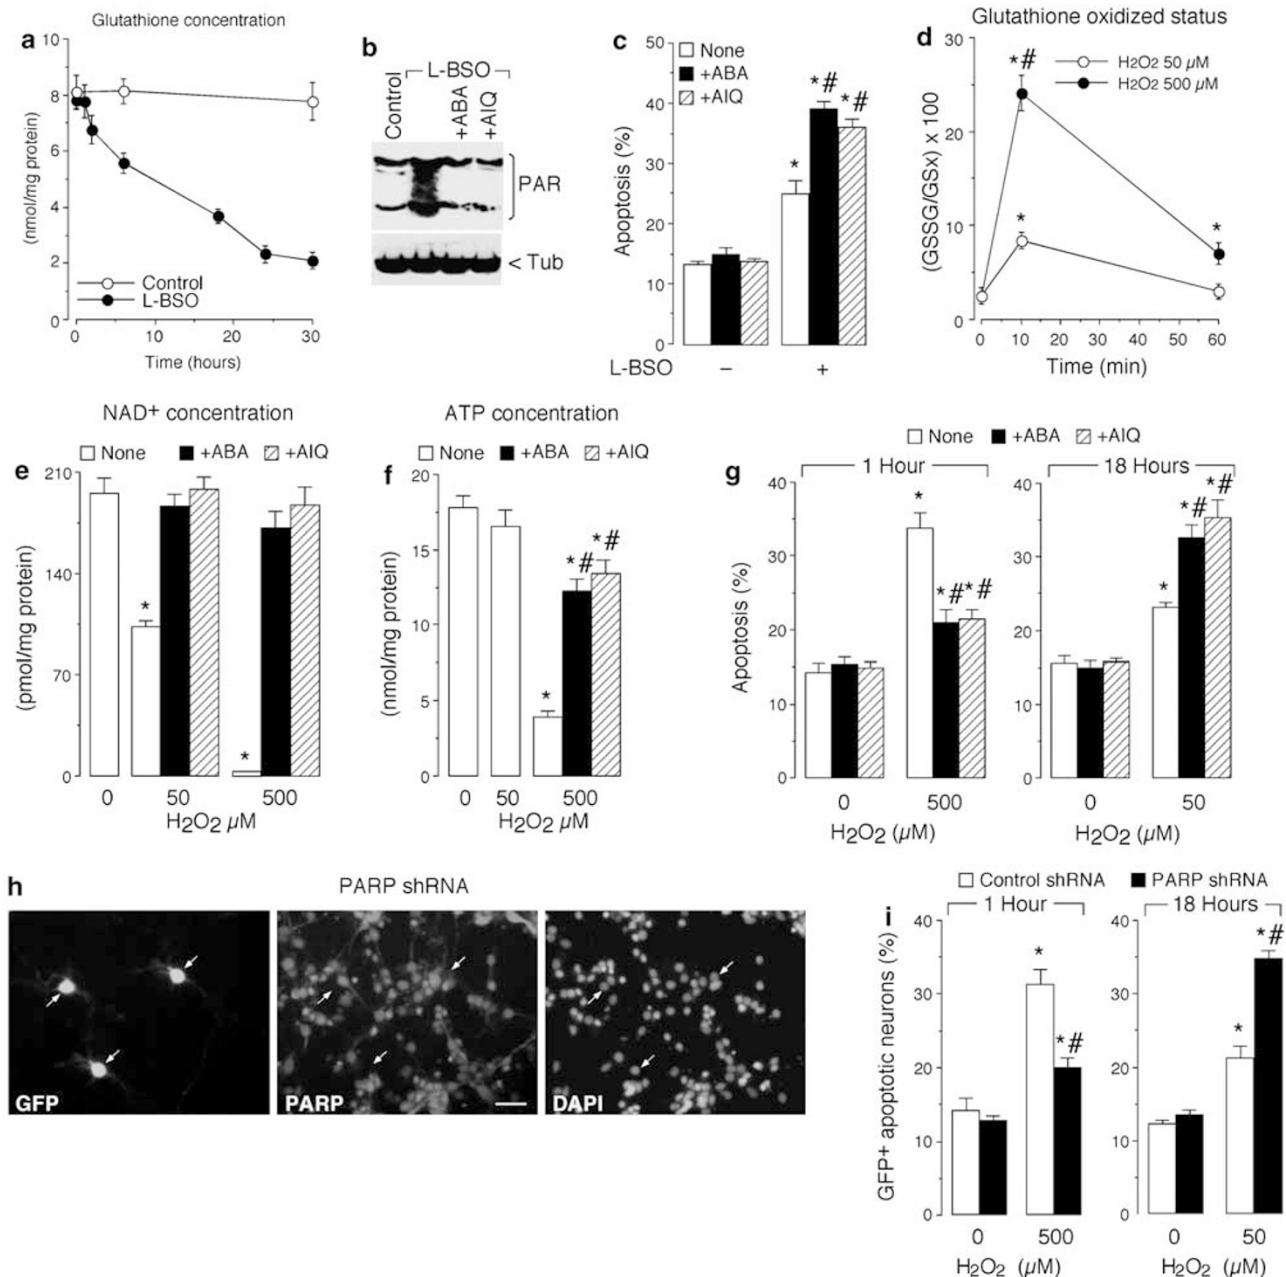 a
Glutathione concentration
(nmol/mg protein)
10
8
6
4
2
0
Control
L-BSO
0
10
20
30
Time (hours)
b
Control
L-BSO
+ABA
+AIQ
PAR
< Tub
c
None
+ABA
+AIQ
Apoptosis (%)
50
40
30
20
10
0
*
*#
*#
L-BSO
−
+
d
Glutathione oxidized status
(GSSG/GSx) x 100
30
20
10
0
H2O2 50 µM
H2O2 500 µM
*#
*
*
0
10
20
30
40
50
60
Time (min)
e
NAD+ concentration
None
+ABA
+AIQ
(pmol/mg protein)
210
140
70
0
*
*
0
50
500
H2O2 µM
f
ATP concentration
None
+ABA
+AIQ
(nmol/mg protein)
20
15
10
5
0
*
*#
*#
0
50
500
H2O2 µM
g
None
+ABA
+AIQ
1 Hour
18 Hours
Apoptosis (%)
40
30
20
10
0
*
*#
*#
0
500
H2O2 (µM)
40
30
20
10
0
*
*#
*#
0
50
H2O2 (µM)
h
PARP shRNA
GFP
PARP
DAPI
i
Control shRNA
PARP shRNA
1 Hour
18 Hours
GFP+ apoptotic neurons (%)
40
30
20
10
0
*
*#
0
500
H2O2 (µM)
40
30
20
10
0
*
*#
0
50
H2O2 (µM)